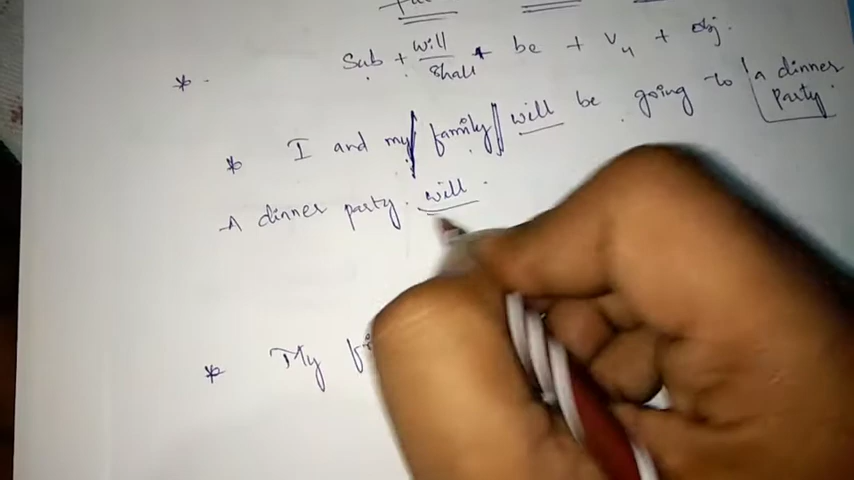 Sub + will/shall + be + V4 + obj.
* I and my family will be going to a dinner party.
A dinner party will
* My